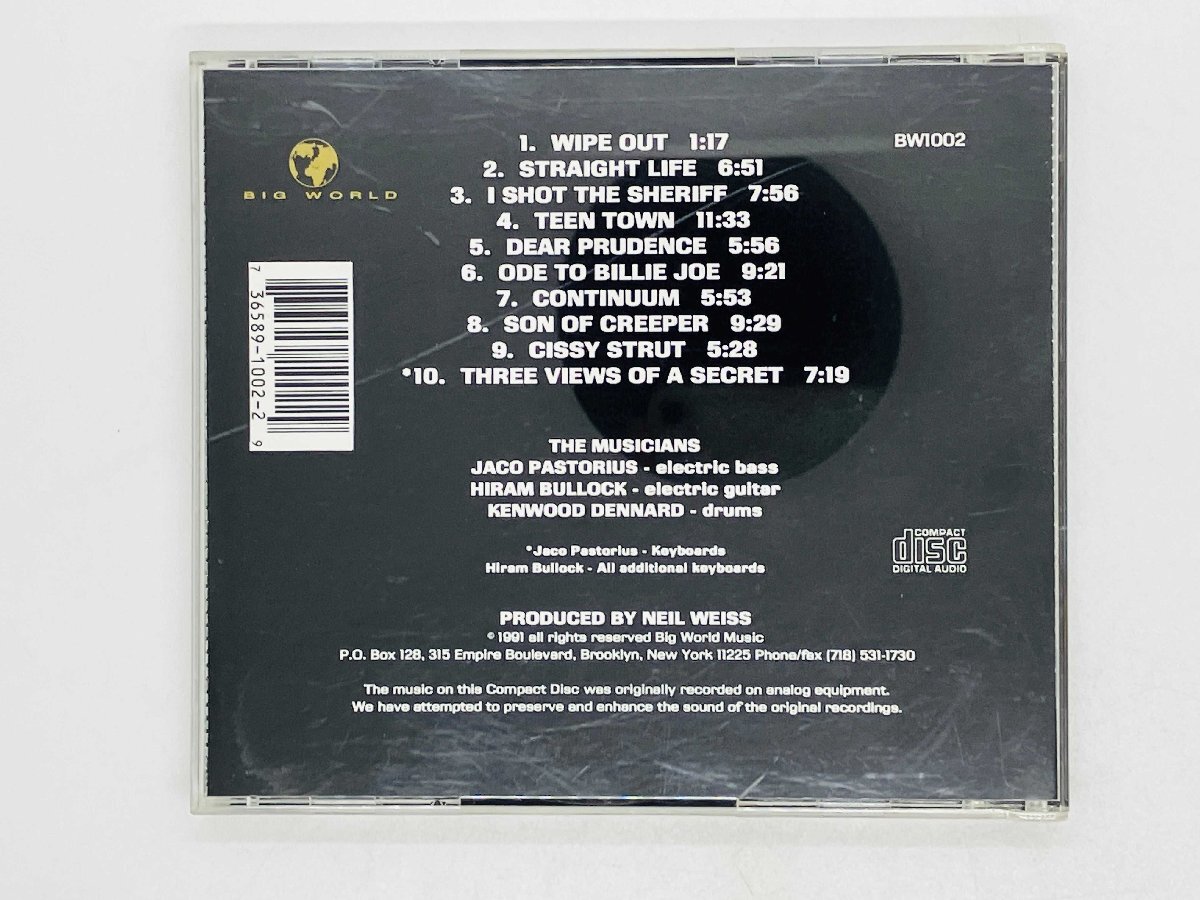 1. WIPE OUT 1:17
BW1002
2. STRAIGHT LIFE 6:51
3. I SHOT THE SHERIFF 7:56
BIG WORLD
4. TEEN TOWN 11:33
5. DEAR PRUDENCE 5:56
6. ODE TO BILLIE JOE 9:21
7. CONTINUUM 5:53
8. SON OF CREEPER 9:29
9. CISSY STRUT 5:28
*10. THREE VIEWS OF A SECRET 7:19
7 36589-1002-2 9
THE MUSICIANS
JACO PASTORIUS - electric bass
HIRAM BULLOCK - electric guitar
KENWOOD DENNARD - drums
*Jaco Pastorius - Keyboards
Hiram Bullock - All additional keyboards
COMPACT
disc
DIGITAL AUDIO
PRODUCED BY NEIL WEISS
© 1991 all rights reserved Big World Music
P.O. Box 128, 315 Empire Boulevard, Brooklyn, New York 11225 Phone/fax (718) 531-1730
The music on this Compact Disc was originally recorded on analog equipment.
We have attempted to preserve and enhance the sound of the original recordings.